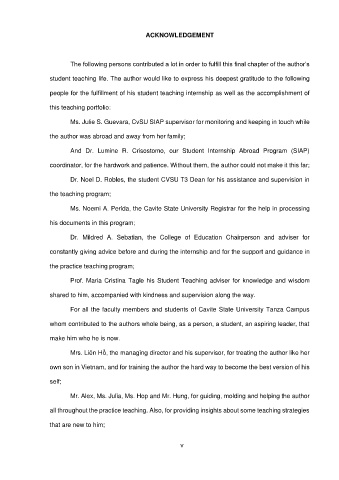 ACKNOWLEDGEMENT
The following persons contributed a lot in order to fulfill this final chapter of the author's
student teaching life. The author would like to express his deepest gratitude to the following
people for the fulfillment of his student teaching internship as well as the accomplishment of
this teaching portfolio:
Ms. Julie S. Guevara, CvSU SIAP supervisor for monitoring and keeping in touch while
the author was abroad and away from her family;
And Dr. Lumine R. Crisostomo, our Student Internship Abroad Program (SIAP)
coordinator, for the hardwork and patience. Without them, the author could not make it this far;
Dr. Noel D. Robles, the student CVSU T3 Dean for his assistance and supervision in
the teaching program;
Ms. Noemi A. Perida, the Cavite State University Registrar for the help in processing
his documents in this program;
Dr. Mildred A. Sebatian, the College of Education Chairperson and adviser for
constantly giving advice before and during the internship and for the support and guidance in
the practice teaching program;
Prof. Maria Cristina Tagle his Student Teaching adviser for knowledge and wisdom
shared to him, accompanied with kindness and supervision along the way.
For all the faculty members and students of Cavite State University Tanza Campus
whom contributed to the authors whole being, as a person, a student, an aspiring leader, that
make him who he is now.
Mrs. Liên Hồ, the managing director and his supervisor, for treating the author like her
own son in Vietnam, and for training the author the hard way to become the best version of his
self;
Mr. Alex, Ms. Julia, Ms. Hop and Mr. Hung, for guiding, molding and helping the author
all throughout the practice teaching. Also, for providing insights about some teaching strategies
that are new to him;
v